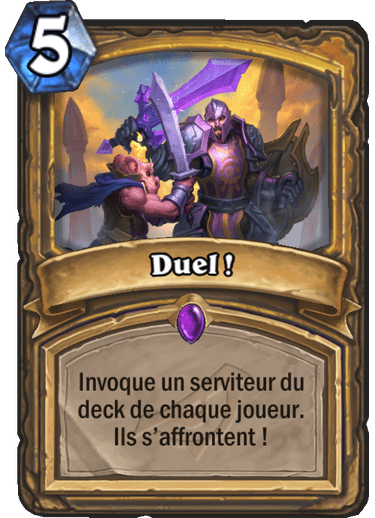 5
Duel !
Invoque un serviteur du
deck de chaque joueur.
Ils s’affrontent !